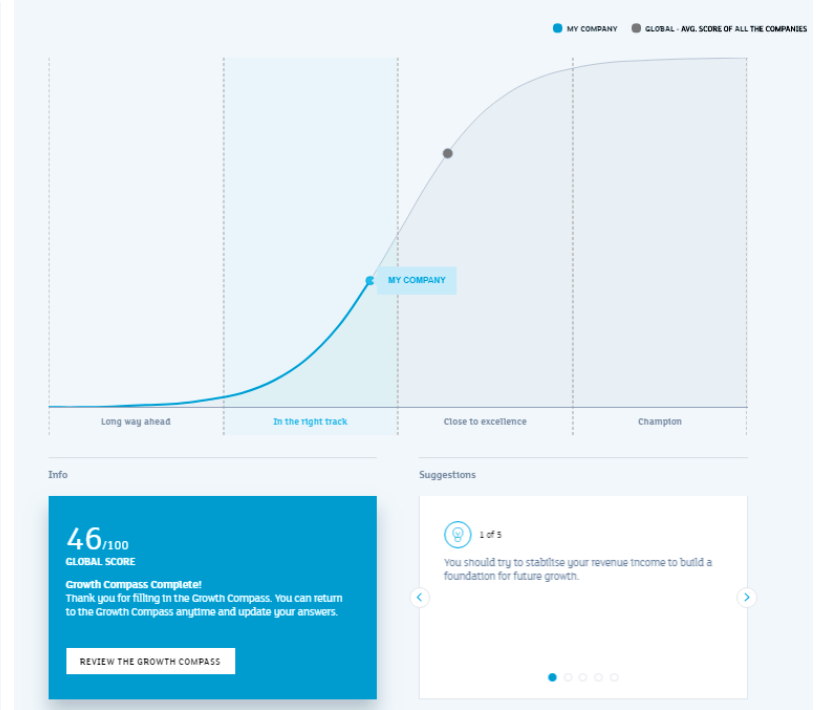 MY COMPANY
GLOBAL - AVG. SCORE OF ALL THE COMPANIES
MY COMPANY
Long way ahead
In the right track
Close to excellence
Champion
Info
Suggestions
46/100
GLOBAL SCORE
Growth Compass Complete!
Thank you for filling in the Growth Compass. You can return
to the Growth Compass anytime and update your answers.
REVIEW THE GROWTH COMPASS
1 of 5
You should try to stabilise your revenue income to build a
foundation for future growth.